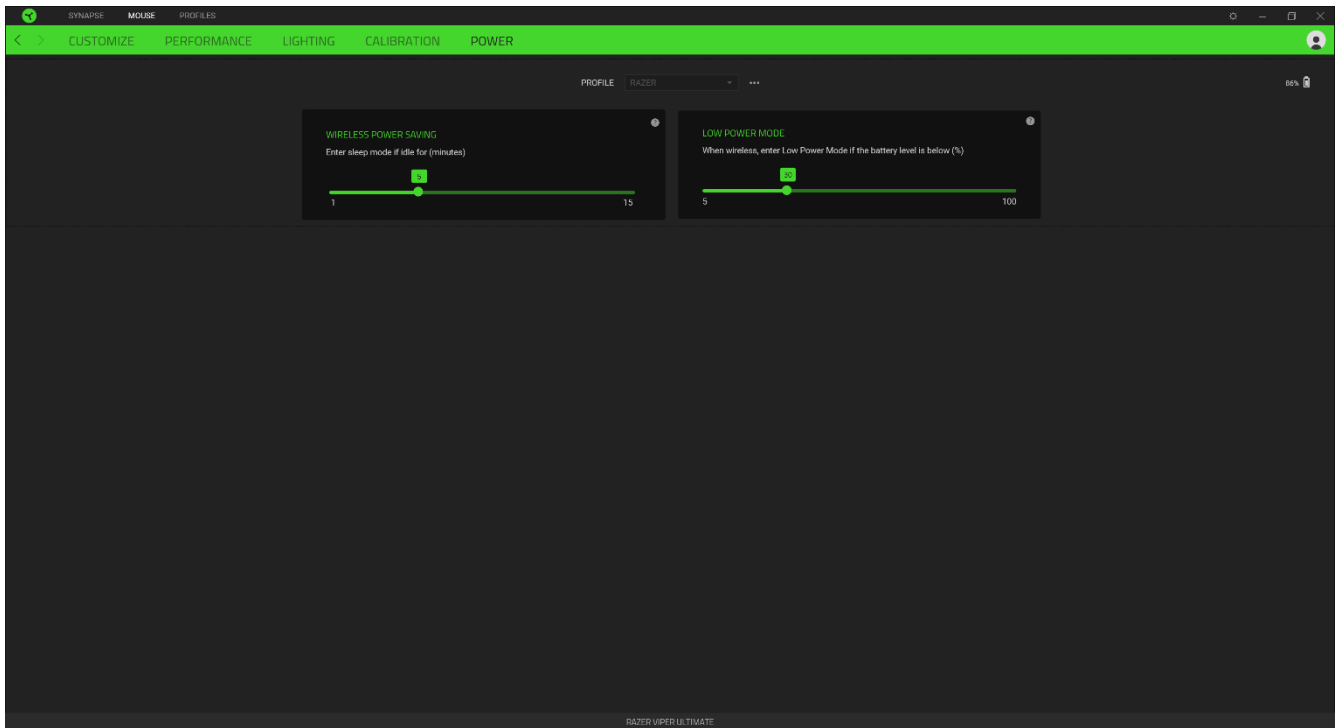 SYNAPSE MOUSE PROFILES
CUSTOMIZE PERFORMANCE LIGHTING CALIBRATION POWER
PROFILE RAZER
86%
WIRELESS POWER SAVING
Enter sleep mode if idle for (minutes)
5
1 15
LOW POWER MODE
When wireless, enter Low Power Mode if the battery level is below (%)
30
5 100
RAZER VIPER ULTIMATE